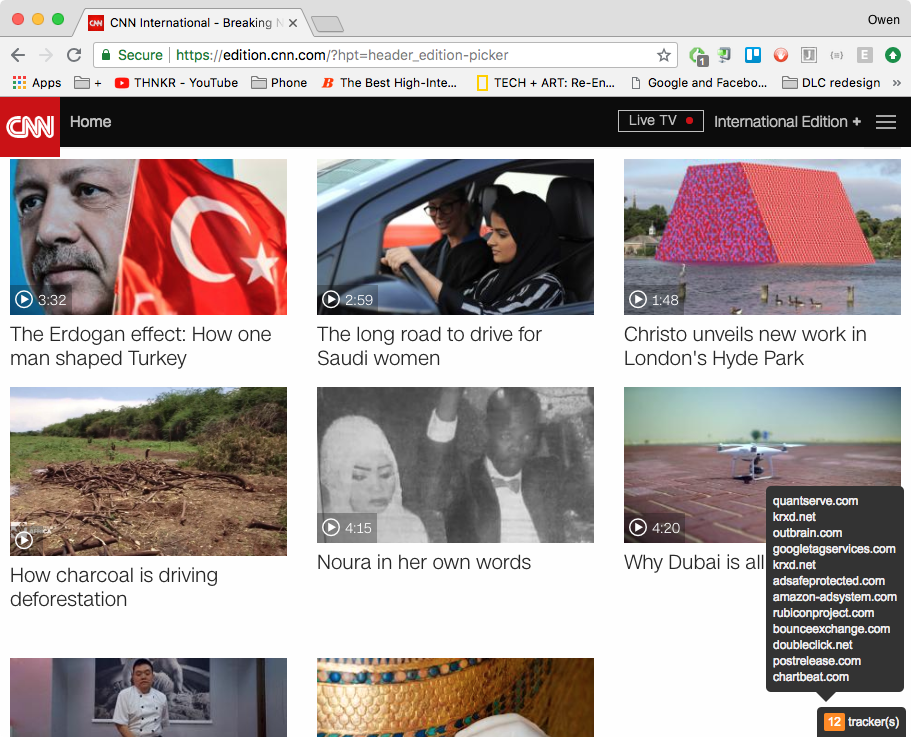 CNN International - Breaking N
Owen
Secure
https://edition.cnn.com/?hpt=header_edition-picker
1
Apps
+
THNKR - YouTube
Phone
The Best High-Inte...
TECH + ART: Re-En...
Google and Facebo...
DLC redesign
»
CNN
Home
Live TV
International Edition +
3:32
2:59
1:48
The Erdogan effect: How one
man shaped Turkey
The long road to drive for
Saudi women
Christo unveils new work in
London's Hyde Park
4:15
4:20
How charcoal is driving
deforestation
Noura in her own words
Why Dubai is all
quantserve.com
krxd.net
outbrain.com
googletagservices.com
krxd.net
adsafeprotected.com
amazon-adsystem.com
rubiconproject.com
bounceexchange.com
doubleclick.net
postrelease.com
chartbeat.com
12 tracker(s)